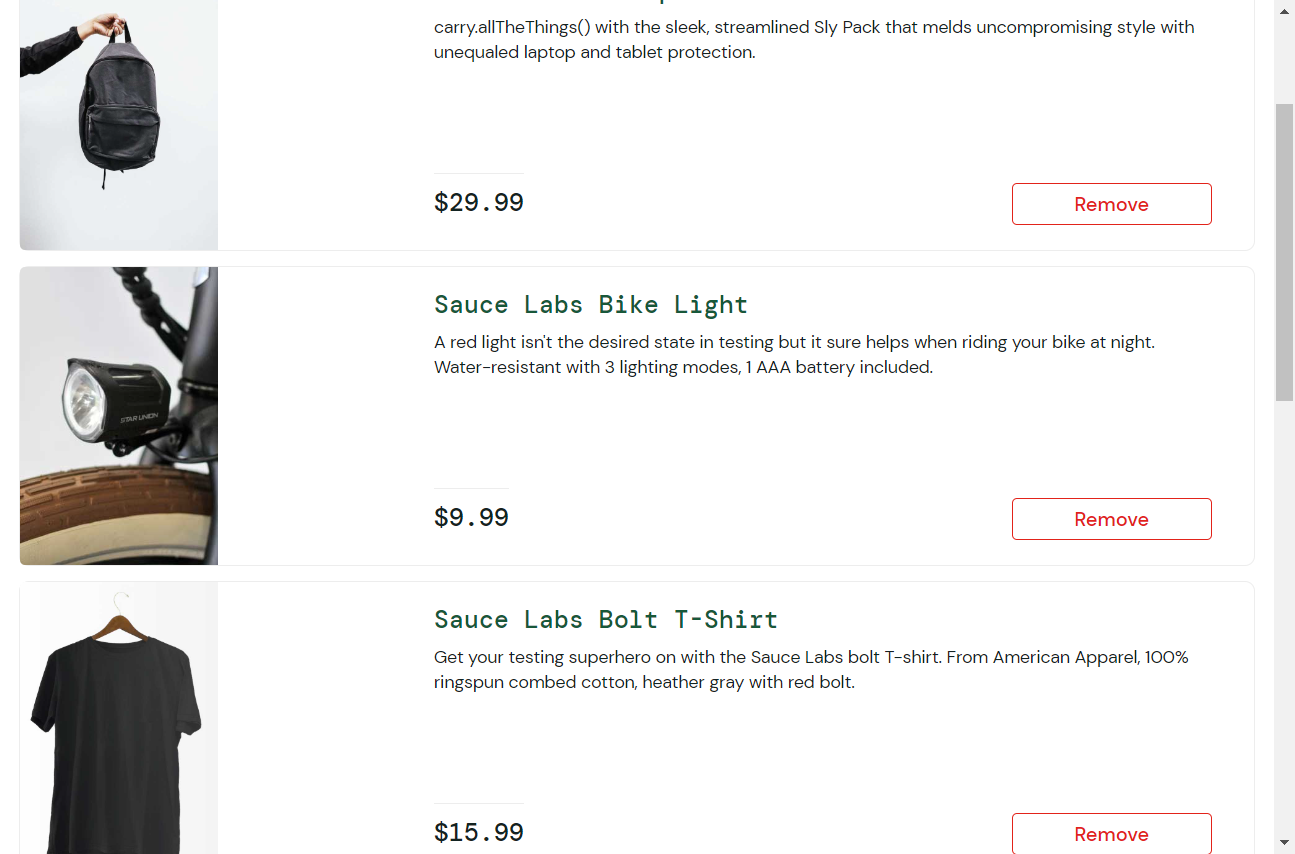 carry.allTheThings() with the sleek, streamlined Sly Pack that melds uncompromising style with
unequaled laptop and tablet protection.
$29.99
Remove
Sauce Labs Bike Light
A red light isn't the desired state in testing but it sure helps when riding your bike at night.
Water-resistant with 3 lighting modes, 1 AAA battery included.
STAR UNION
$9.99
Remove
Sauce Labs Bolt T-Shirt
Get your testing superhero on with the Sauce Labs bolt T-shirt. From American Apparel, 100%
ringspun combed cotton, heather gray with red bolt.
$15.99
Remove